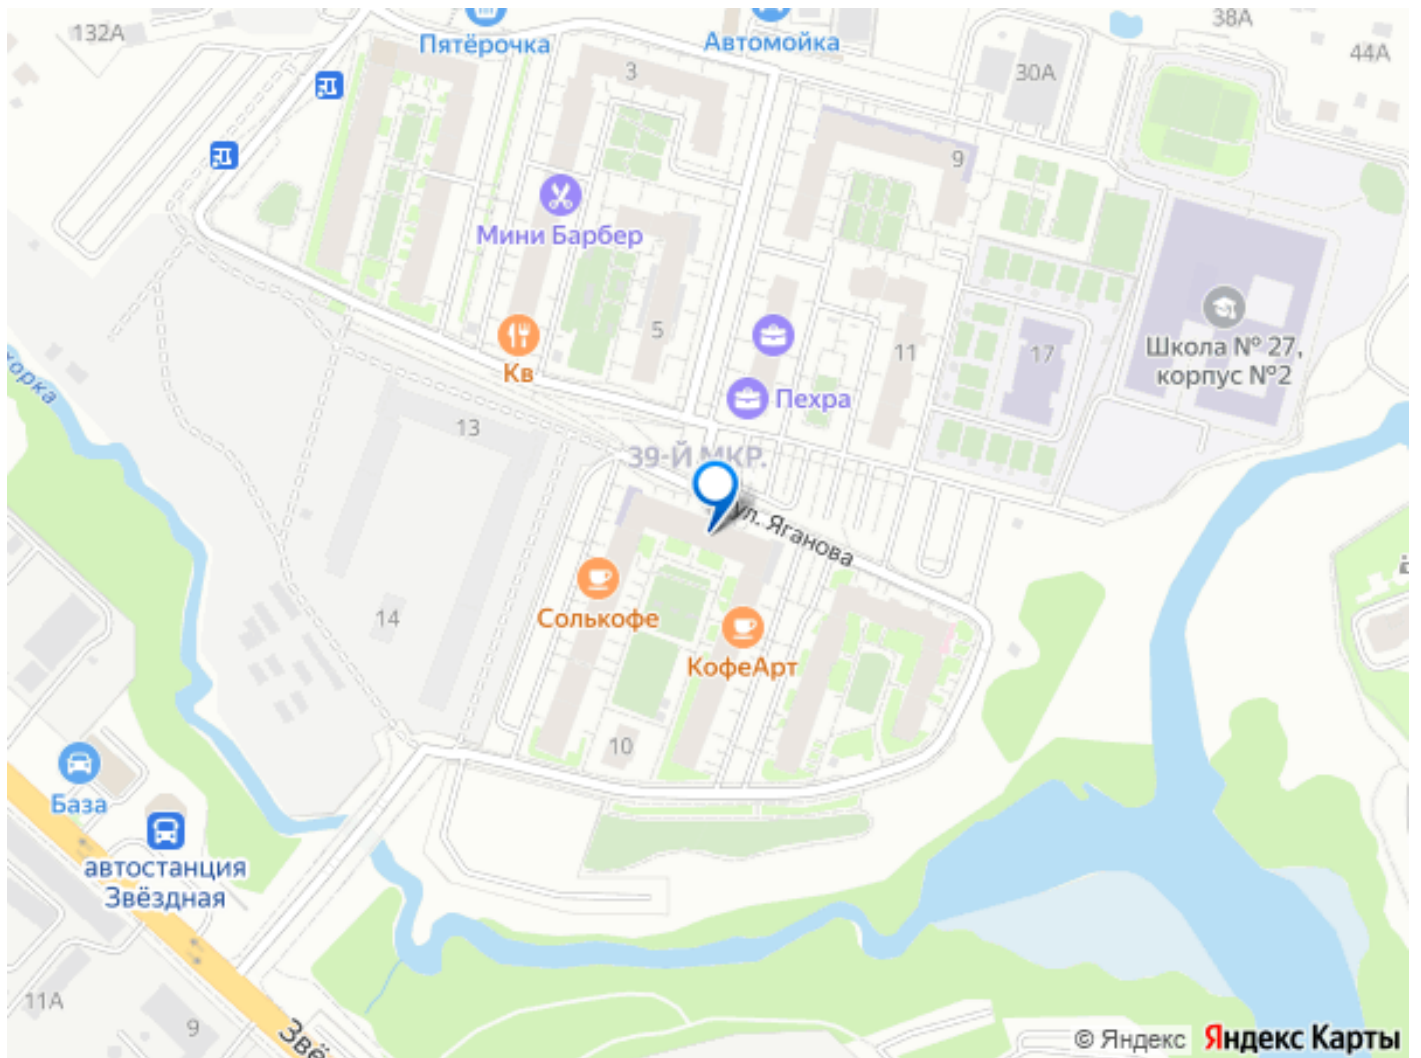 132А
Пятёрочка
Автомойка
38А
44А
3
30А
9
Мини Барбер
5
11
17
Школа № 27,
корпус №2
Кв
Пехра
13
39-Й МКР.
ул. Яганова
Солькофе
14
КофеАрт
10
База
автостанция
Звёздная
11А
9
Звё
© Яндекс Яндекс Карты